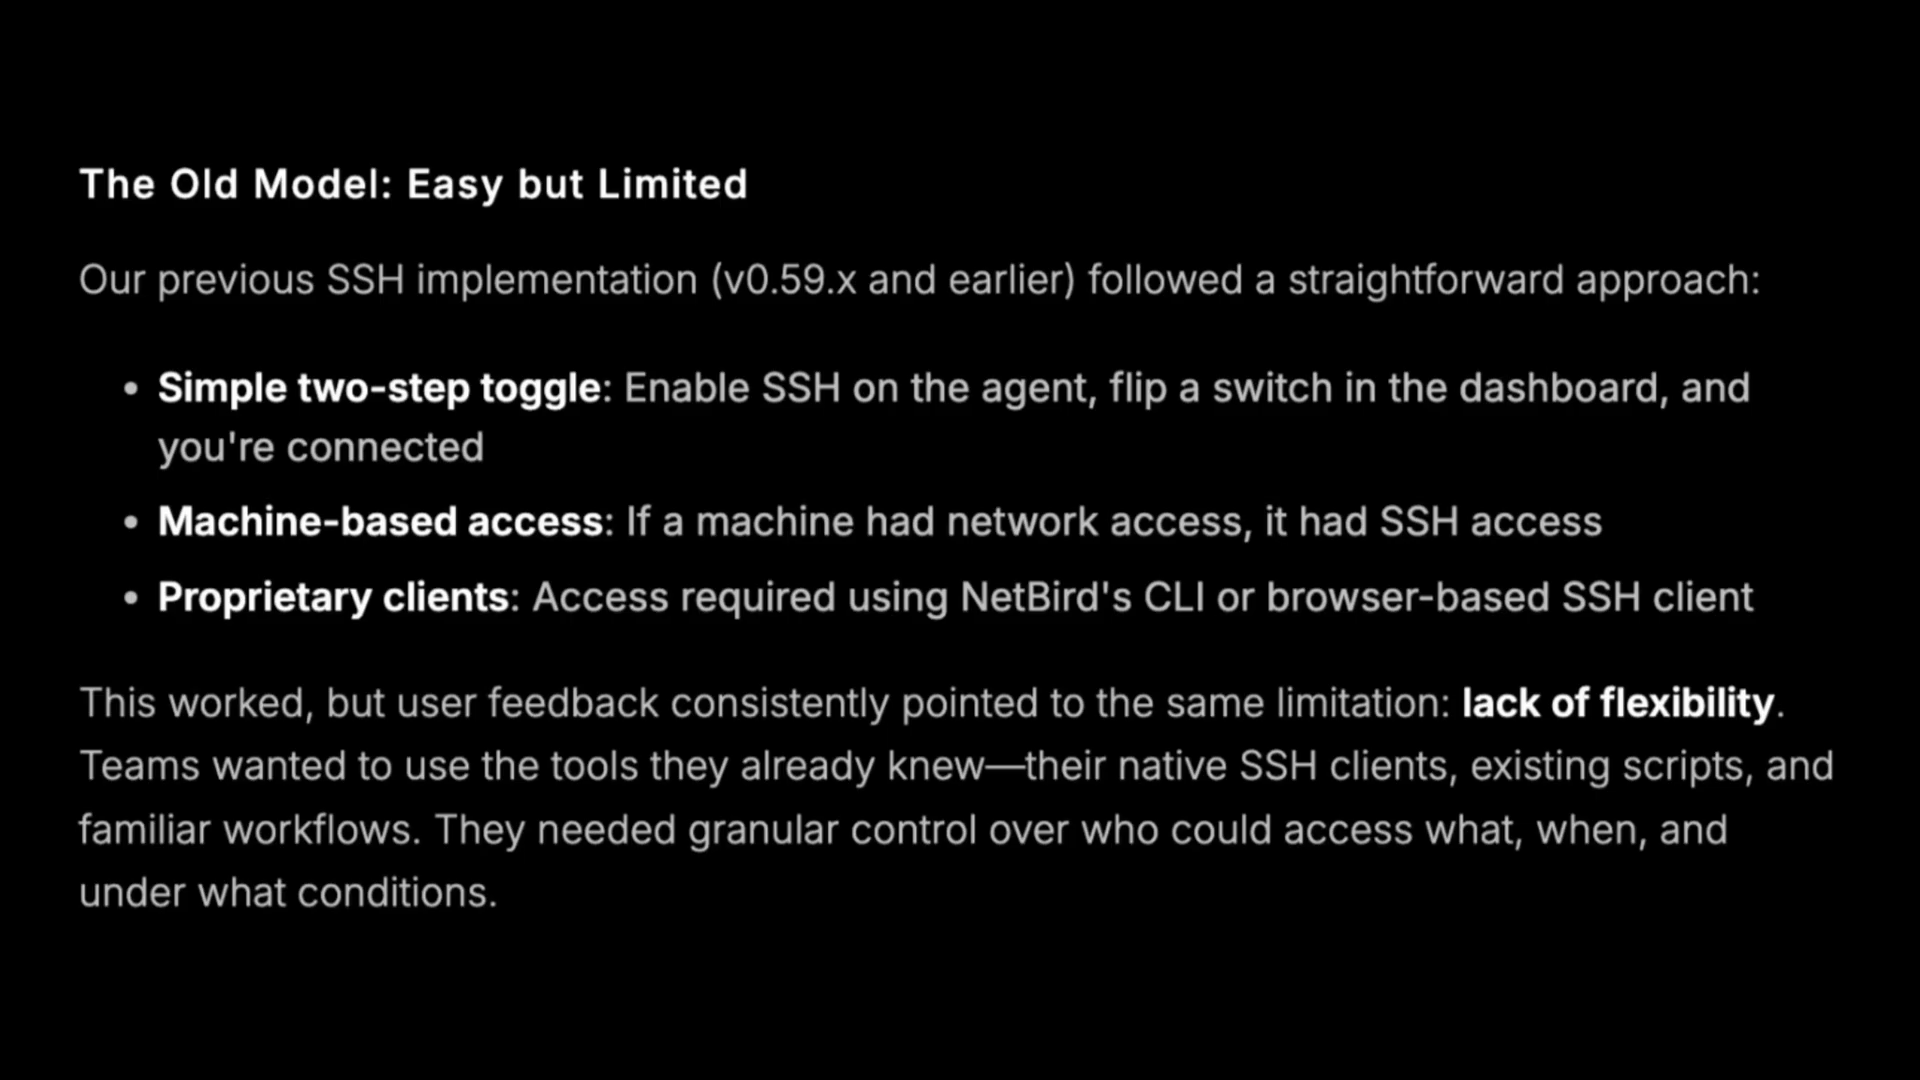 The Old Model: Easy but Limited
Our previous SSH implementation (v0.59.x and earlier) followed a straightforward approach:
• Simple two-step toggle: Enable SSH on the agent, flip a switch in the dashboard, and
you're connected
• Machine-based access: If a machine had network access, it had SSH access
• Proprietary clients: Access required using NetBird's CLI or browser-based SSH client
This worked, but user feedback consistently pointed to the same limitation: lack of flexibility.
Teams wanted to use the tools they already knew—their native SSH clients, existing scripts, and
familiar workflows. They needed granular control over who could access what, when, and
under what conditions.